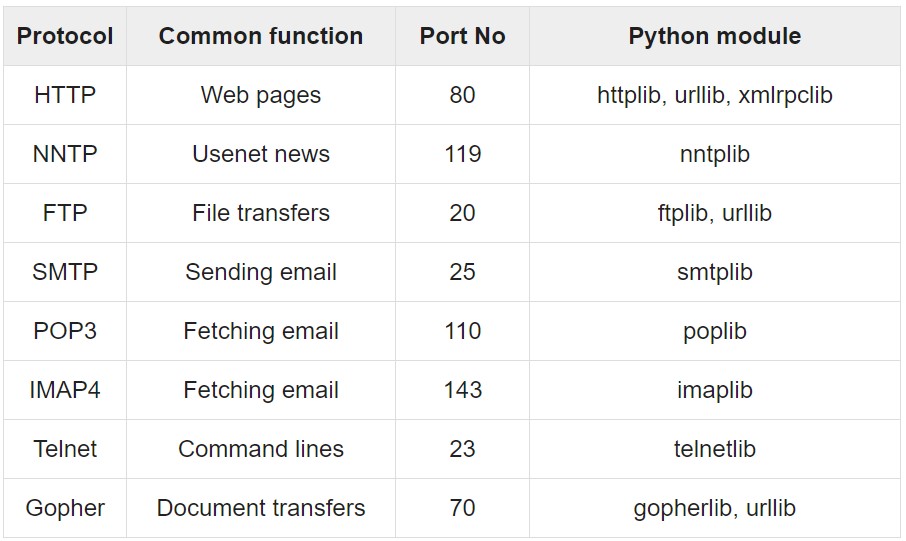 Protocol Common function Port No Python module
HTTP Web pages 80 httplib, urllib, xmlrpclib
NNTP Usenet news 119 nntplib
FTP File transfers 20 ftplib, urllib
SMTP Sending email 25 smtplib
POP3 Fetching email 110 poplib
IMAP4 Fetching email 143 imaplib
Telnet Command lines 23 telnetlib
Gopher Document transfers 70 gopherlib, urllib